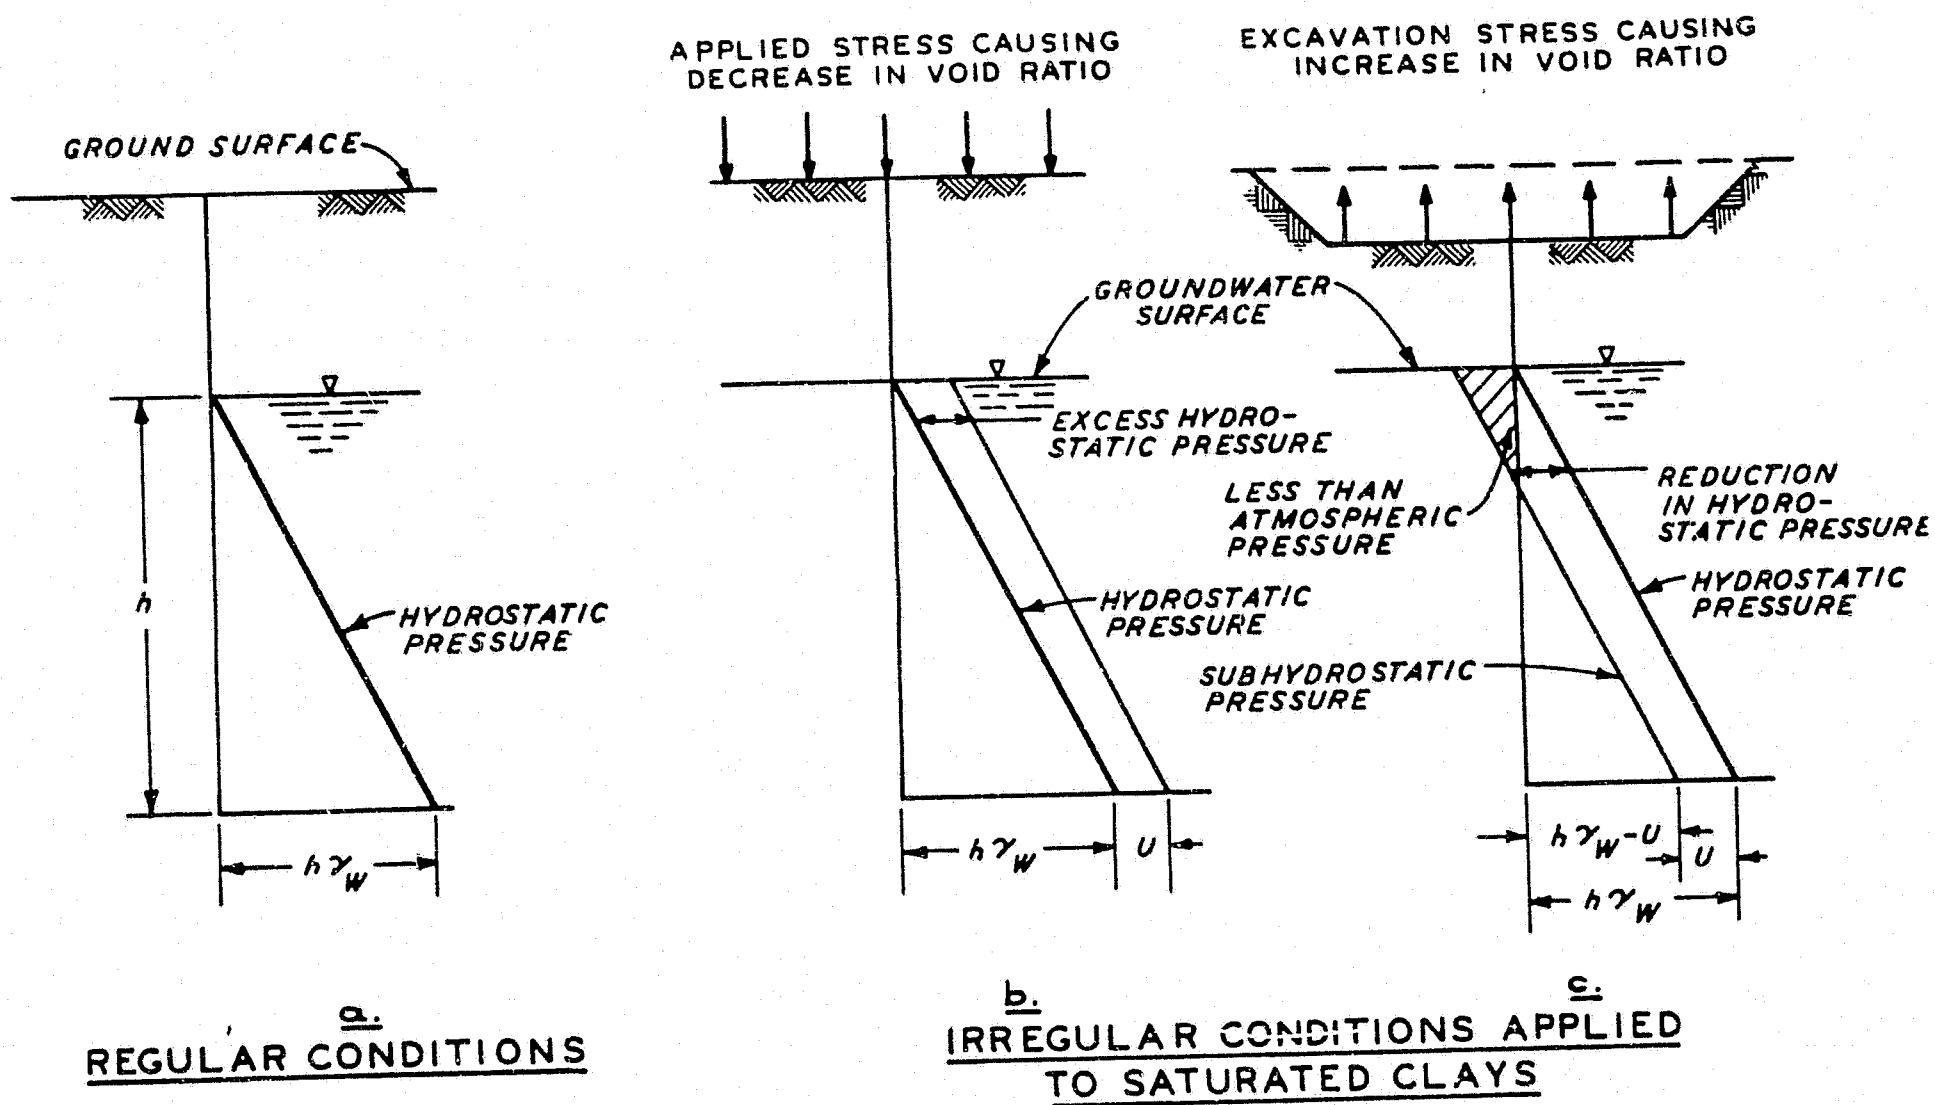 APPLIED STRESS CAUSING
DECREASE IN VOID RATIO
EXCAVATION STRESS CAUSING
INCREASE IN VOID RATIO
GROUND SURFACE
GROUNDWATER
SURFACE
EXCESS HYDRO-
STATIC PRESSURE
LESS THAN
ATMOSPHERIC
PRESSURE
REDUCTION
IN HYDRO-
STATIC PRESSURE
h
HYDROSTATIC
PRESSURE
HYDROSTATIC
PRESSURE
HYDROSTATIC
PRESSURE
SUBHYDROSTATIC
PRESSURE
hγW
hγW
U
hγW-U
U
hγW
a.
REGULAR CONDITIONS
b.
c.
IRREGULAR CONDITIONS APPLIED
TO SATURATED CLAYS